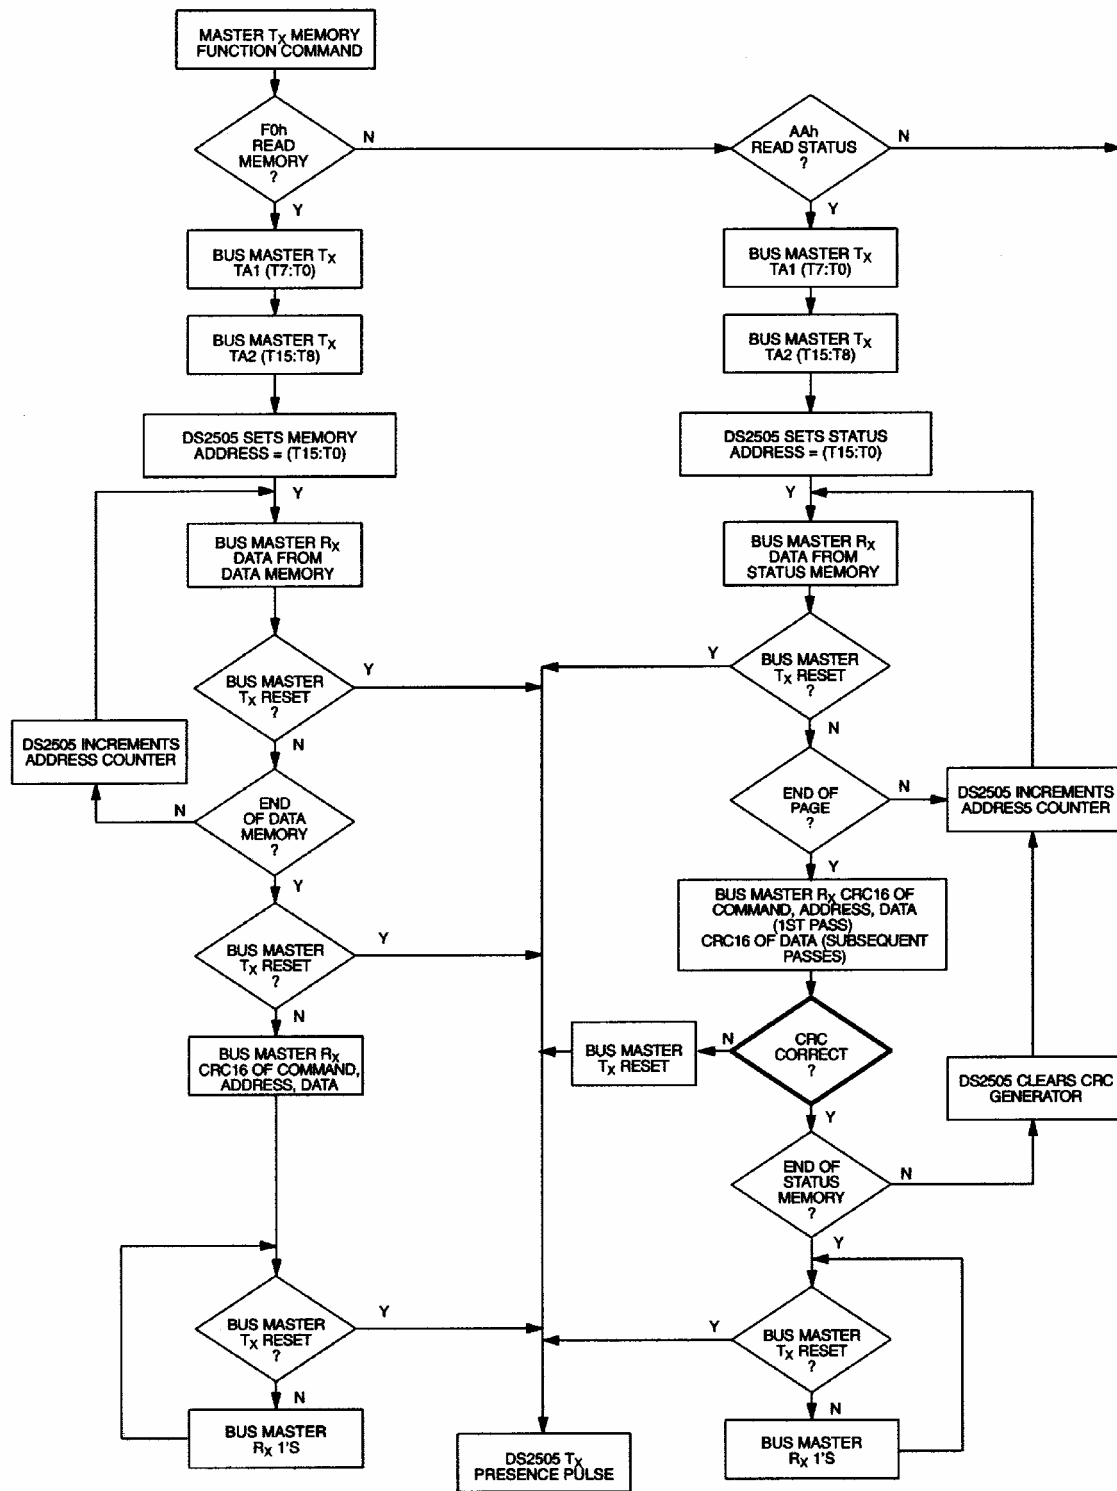 MASTER TX MEMORY
FUNCTION COMMAND
F0h
READ
MEMORY
?
N
Y
AAh
READ STATUS
?
N
Y
BUS MASTER TX
TA1 (T7:T0)
BUS MASTER TX
TA2 (T15:T8)
DS2505 SETS MEMORY
ADDRESS = (T15:T0)
Y
BUS MASTER RX
DATA FROM
DATA MEMORY
BUS MASTER
TX RESET
?
Y
N
DS2505 INCREMENTS
ADDRESS COUNTER
N
END
OF DATA
MEMORY
?
Y
BUS MASTER
TX RESET
?
Y
N
BUS MASTER RX
CRC16 OF COMMAND,
ADDRESS, DATA
BUS MASTER
TX RESET
?
Y
N
BUS MASTER
RX 1'S
BUS MASTER TX
TA1 (T7:T0)
BUS MASTER TX
TA2 (T15:T8)
DS2505 SETS STATUS
ADDRESS = (T15:T0)
Y
BUS MASTER RX
DATA FROM
STATUS MEMORY
Y
BUS MASTER
TX RESET
?
N
END OF
PAGE
?
N
DS2505 INCREMENTS
ADDRES5 COUNTER
Y
BUS MASTER RX CRC16 OF
COMMAND, ADDRESS, DATA
(1ST PASS)
CRC16 OF DATA (SUBSEQUENT
PASSES)
CRC
CORRECT
?
N
BUS MASTER
TX RESET
Y
DS2505 CLEARS CRC
GENERATOR
END OF
STATUS
MEMORY
?
N
Y
BUS MASTER
TX RESET
?
Y
N
BUS MASTER
RX 1'S
DS2505 TX
PRESENCE PULSE